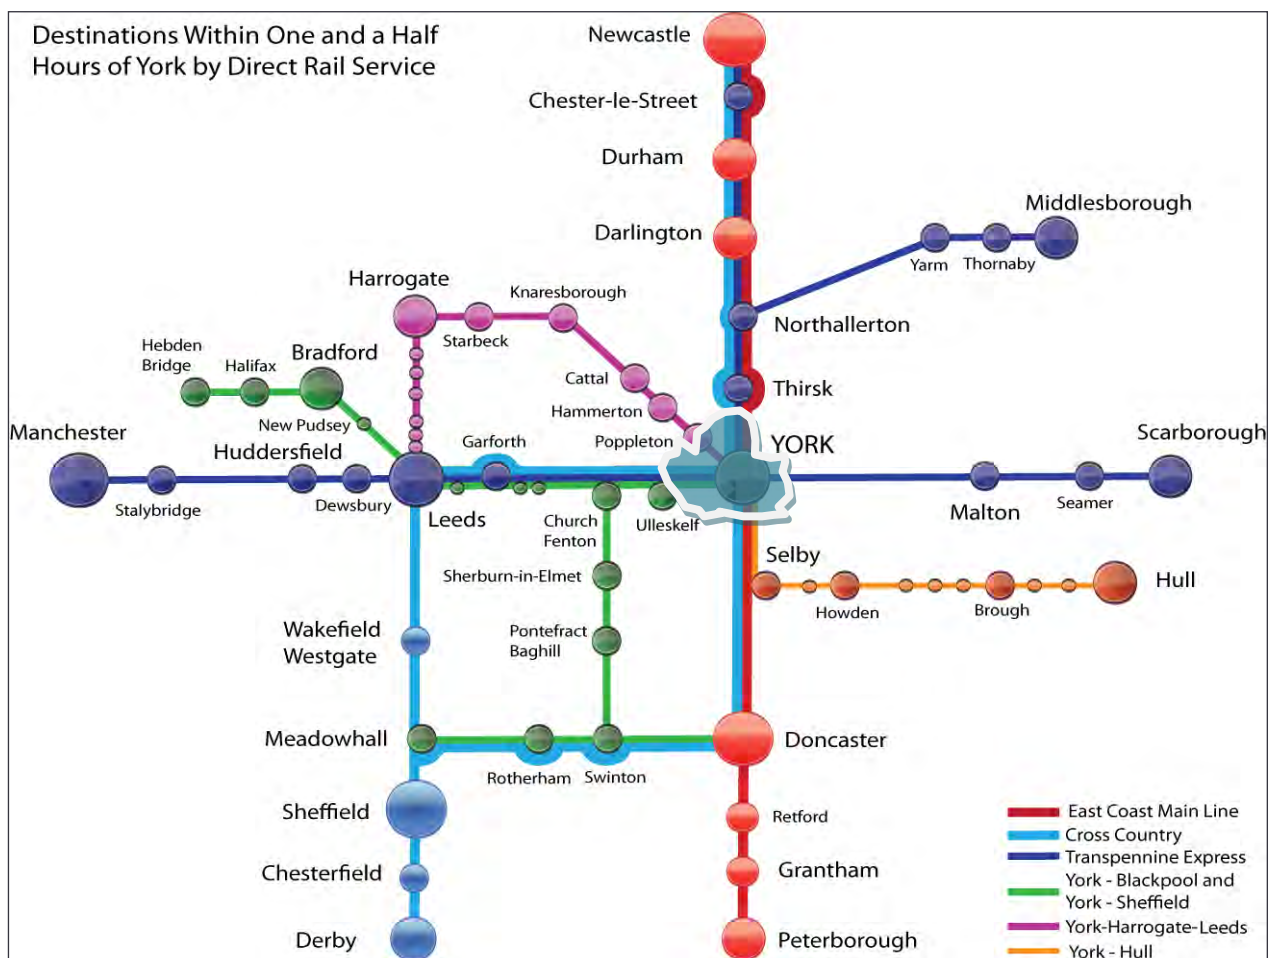 Destinations Within One and a Half
Hours of York by Direct Rail Service
Newcastle
Chester-le-Street
Durham
Darlington
Middlesborough
Yarm
Thornaby
Northallerton
Thirsk
Harrogate
Starbeck
Knaresborough
Cattal
Hammerton
Poppleton
YORK
Hebden
Bridge
Halifax
Bradford
New Pudsey
Manchester
Stalybridge
Huddersfield
Dewsbury
Leeds
Garforth
Church
Fenton
Ulleskelf
Scarborough
Malton
Seamer
Selby
Howden
Brough
Hull
Sherburn-in-Elmet
Pontefract
Baghill
Wakefield
Westgate
Meadowhall
Rotherham
Swinton
Doncaster
Sheffield
Retford
Chesterfield
Grantham
Derby
Peterborough
East Coast Main Line
Cross Country
Transpennine Express
York - Blackpool and
York - Sheffield
York-Harrogate-Leeds
York - Hull